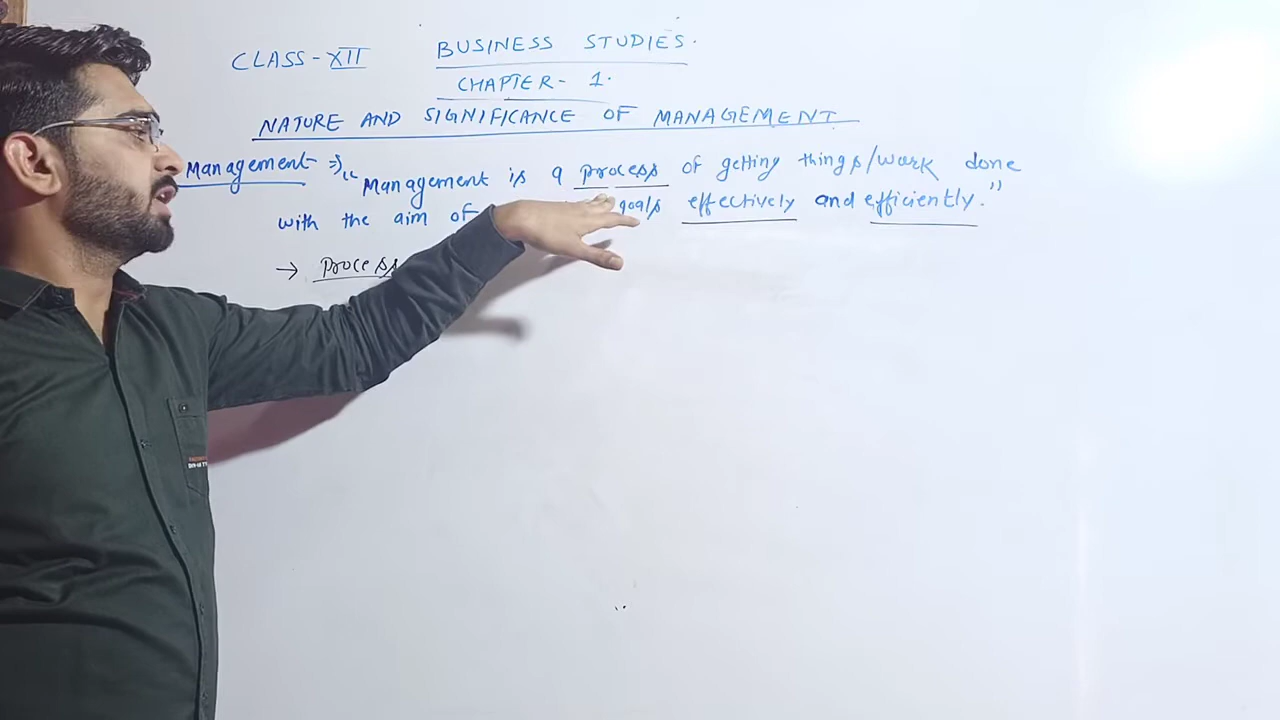 CLASS-XII BUSINESS STUDIES.
CHAPTER-1.
NATURE AND SIGNIFICANCE OF MANAGEMENT
Management ⇒ "Management is a process of getting things/work done
with the aim of goals effectively and efficiently."
→ Process